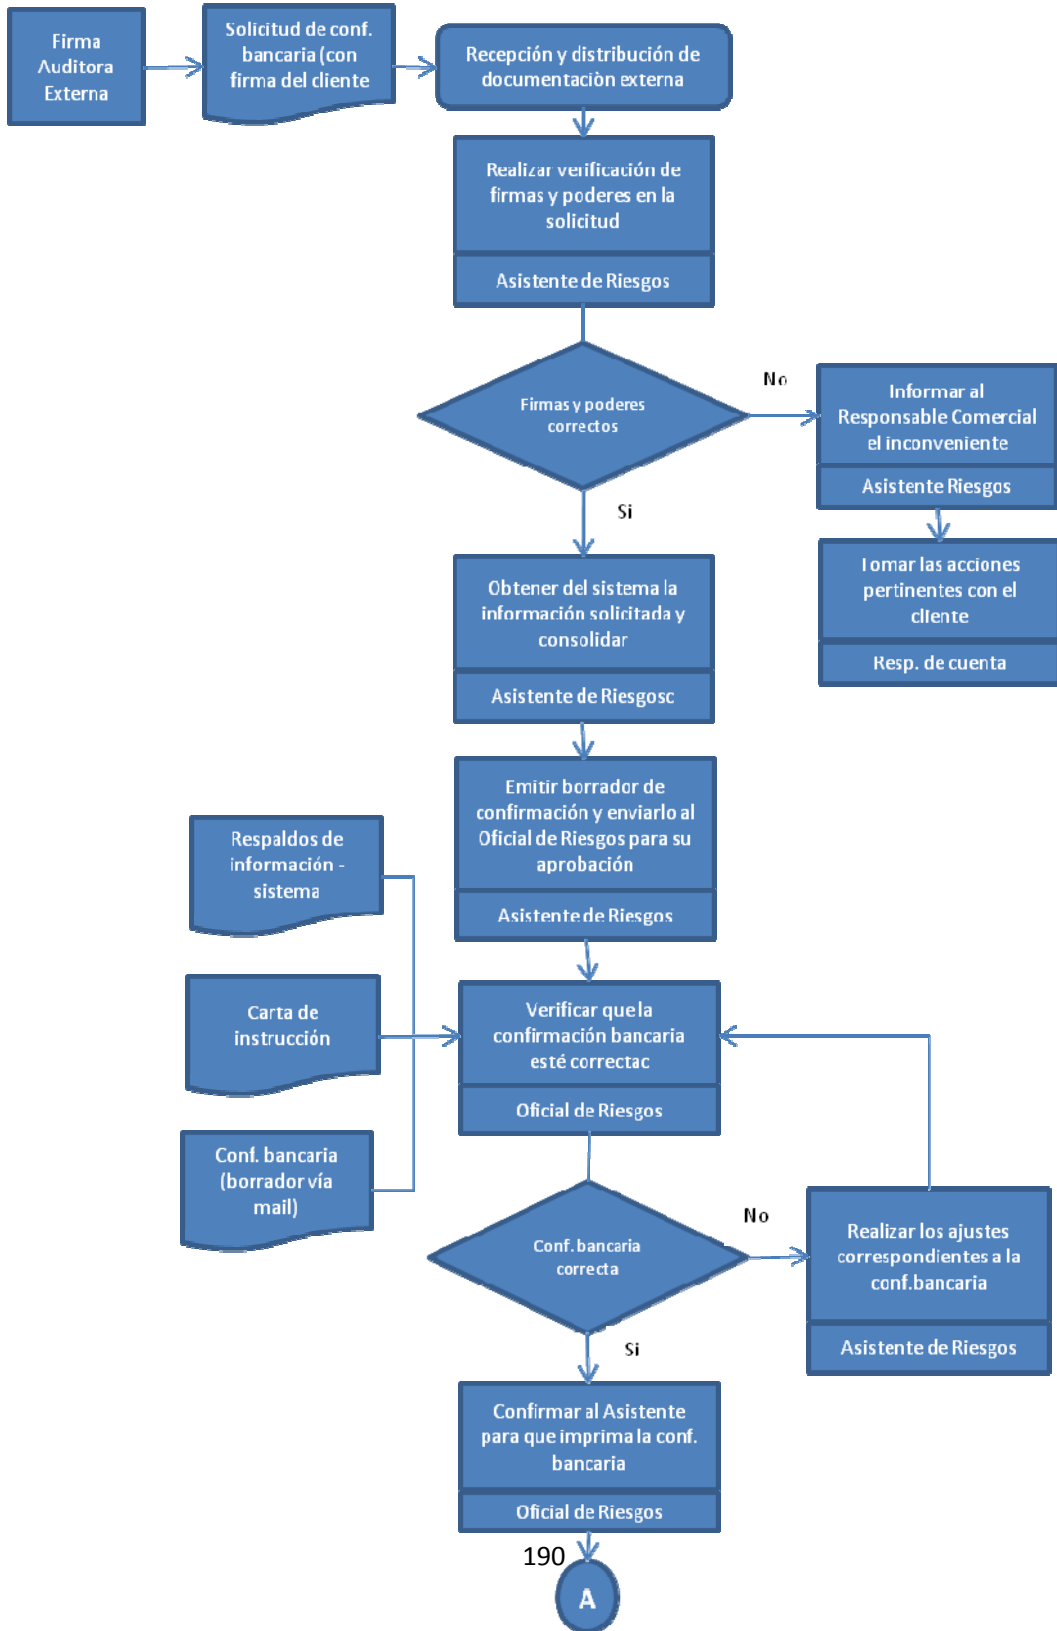 Firma
Auditora
Externa
Solicitud de conf.
bancaria (con
firma del cliente
Recepción y distribución de
documentaciòn externa
Realizar verificación de
firmas y poderes en la
solicitud
Asistente de Riesgos
Firmas y poderes
correctos
No
Informar al
Responsable Comercial
el inconveniente
Asistente Riesgos
Tomar las acciones
pertinentes con el
cliente
Resp. de cuenta
Si
Obtener del sistema la
información solicitada y
consolidar
Asistente de Riesgosc
Emitir borrador de
confirmación y enviarlo al
Oficial de Riesgos para su
aprobación
Asistente de Riesgos
Respaldos de
información -
sistema
Carta de
instrucción
Conf. bancaria
(borrador vía
mail)
Verificar que la
confirmación bancaria
esté correctac
Oficial de Riesgos
Conf. bancaria
correcta
No
Realizar los ajustes
correspondientes a la
conf.bancaria
Asistente de Riesgos
Si
Confirmar al Asistente
para que imprima la conf.
bancaria
Oficial de Riesgos
190
A